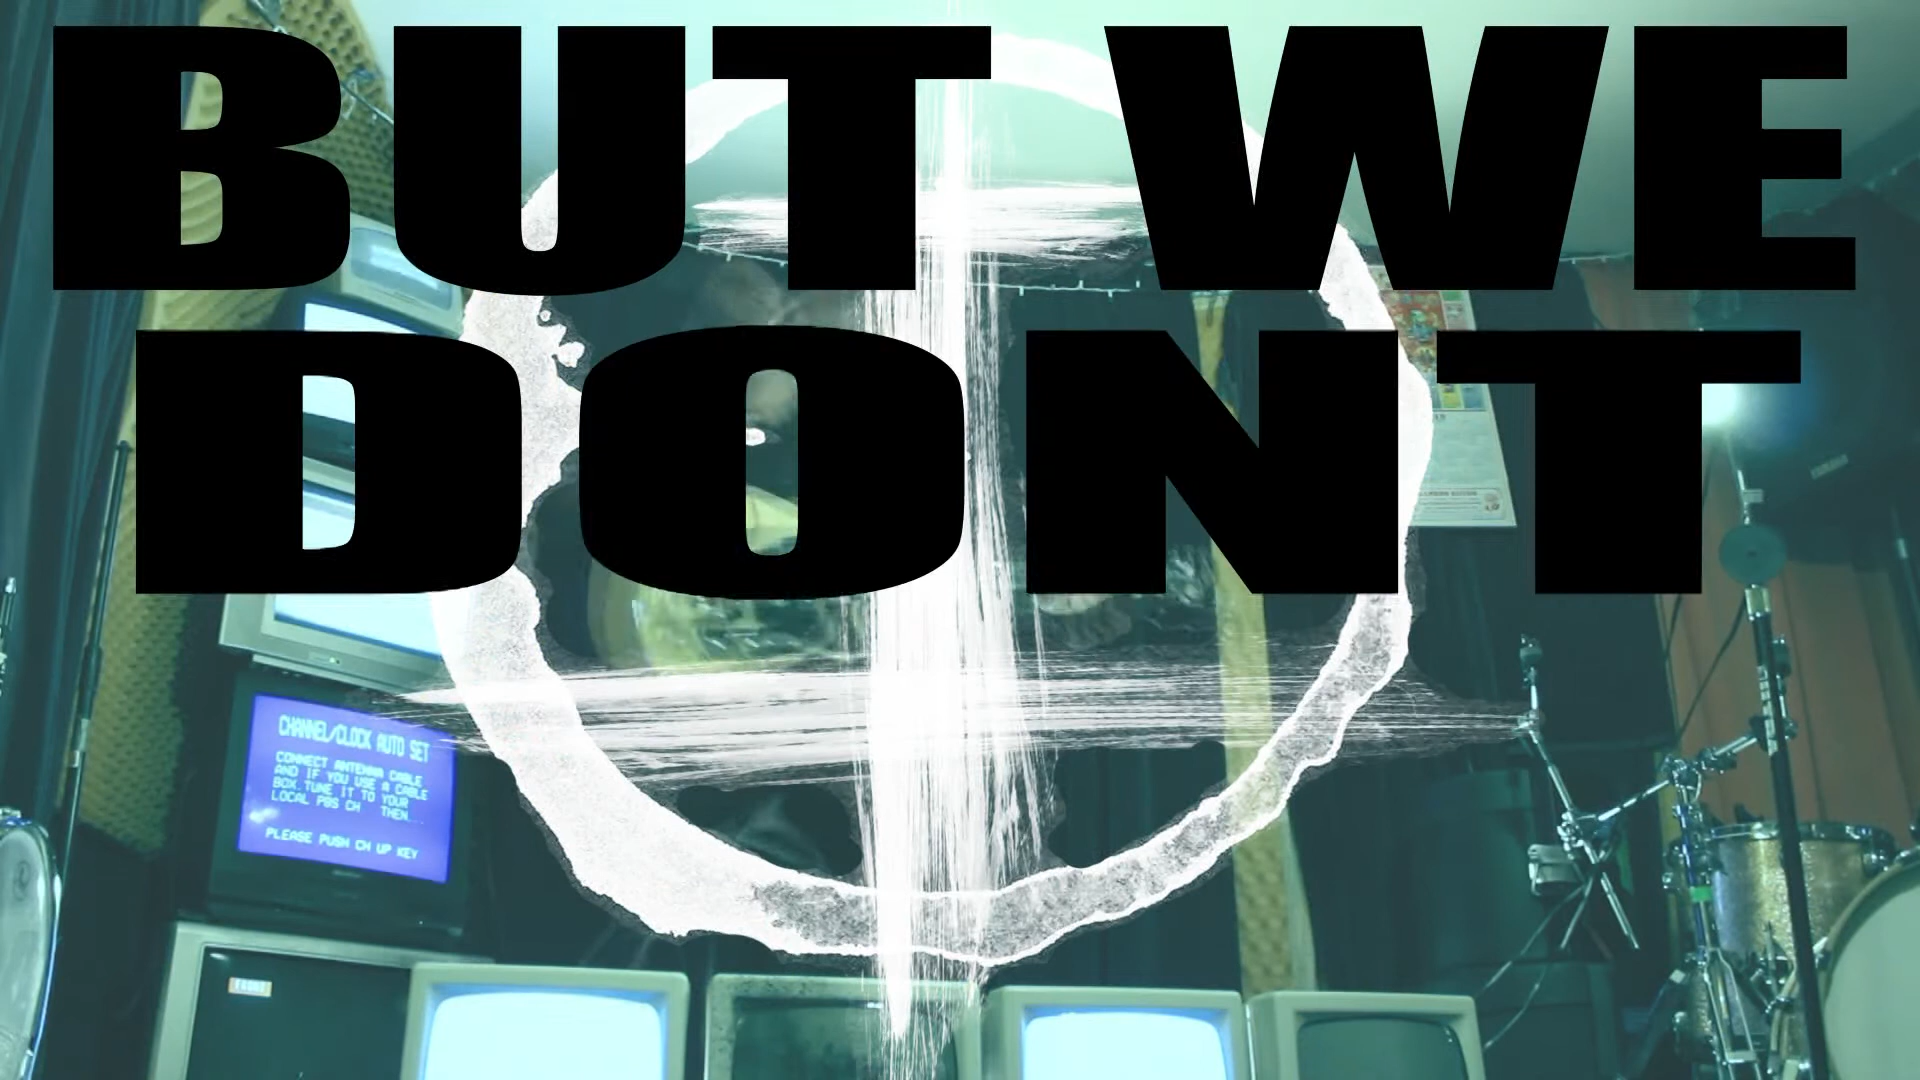 BUT WE
DONT
CHANNEL/CLOCK AUTO SET
CONNECT ANTENNA CABLE
AND IF YOU USE A CABLE
BOX.TUNE IT TO YOUR
LOCAL PBS CH THEN...
PLEASE PUSH CH UP KEY